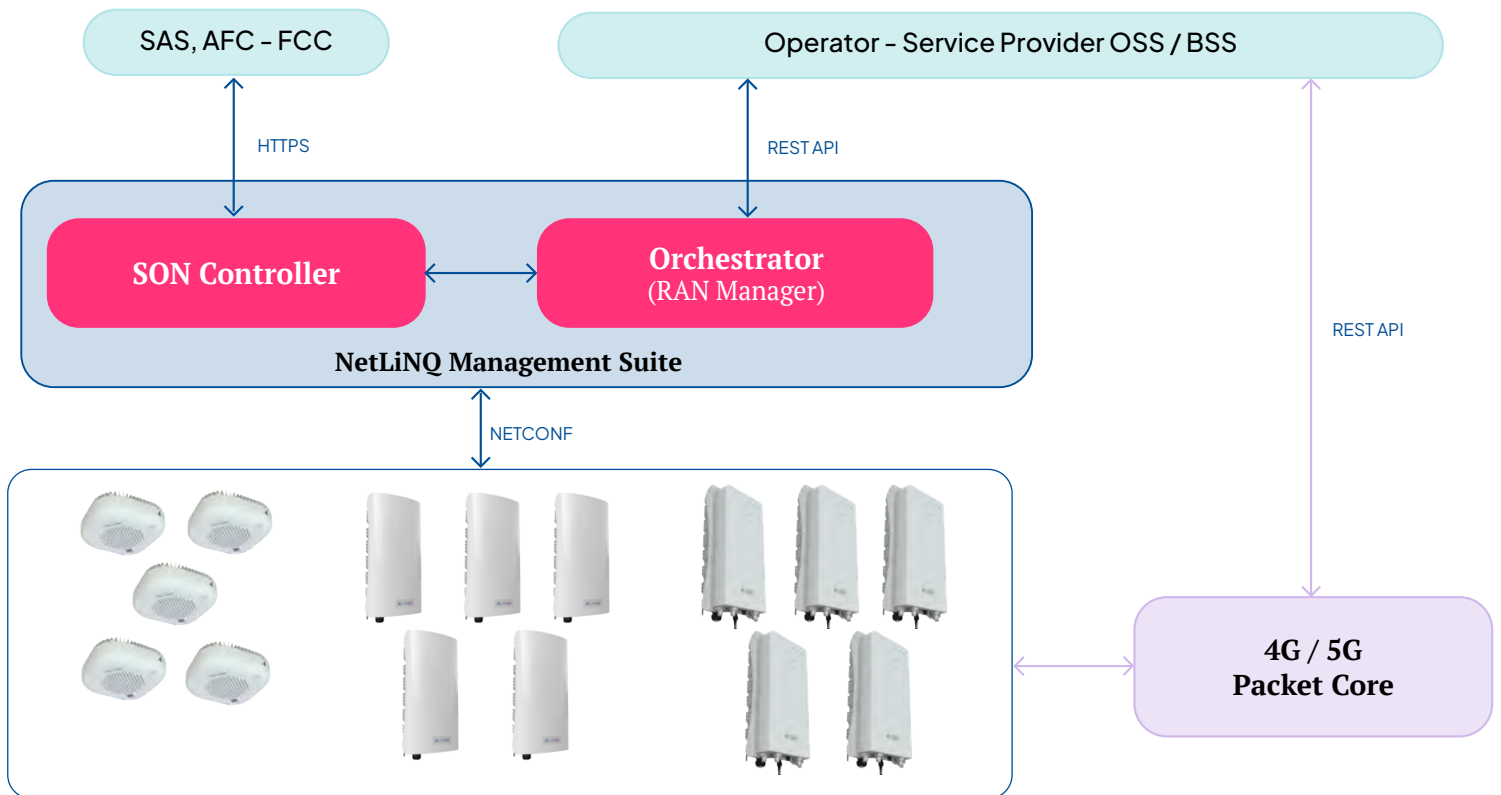 SAS, AFC - FCC
Operator - Service Provider OSS / BSS
HTTPS
REST API
SON Controller
Orchestrator
(RAN Manager)
REST API
NetLiNQ Management Suite
NETCONF
4G / 5G
Packet Core